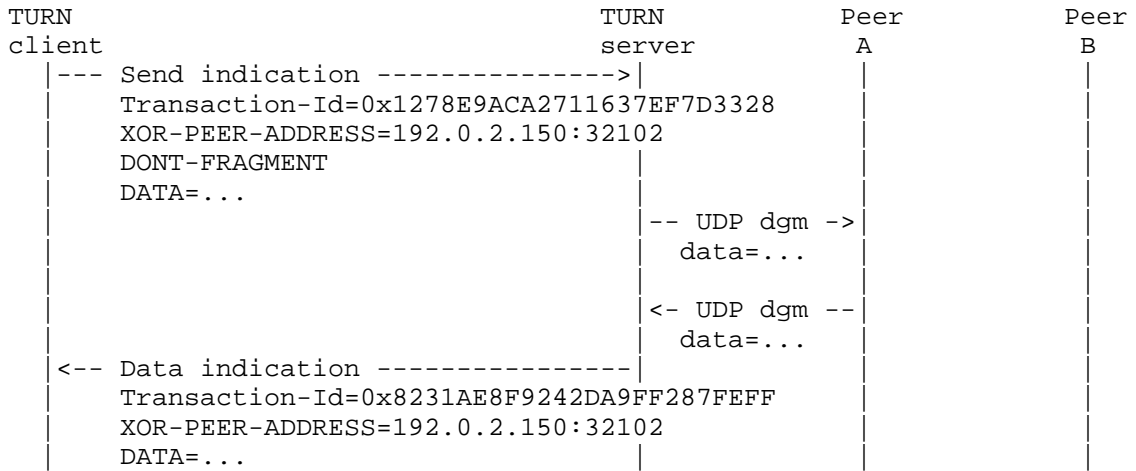 TURN                                 TURN          Peer          Peer
client                               server         A             B
  |--- Send indication --------------->|             |             |
  |    Transaction-Id=0x1278E9ACA2711637EF7D3328     |             |
  |    XOR-PEER-ADDRESS=192.0.2.150:32102            |             |
  |    DONT-FRAGMENT                   |             |             |
  |    DATA=...                        |             |             |
  |                                    |-- UDP dgm ->|             |
  |                                    |  data=...   |             |
  |                                    |             |             |
  |                                    |<- UDP dgm --|             |
  |                                    |  data=...   |             |
  |<-- Data indication ----------------|             |             |
  |    Transaction-Id=0x8231AE8F9242DA9FF287FEFF     |             |
  |    XOR-PEER-ADDRESS=192.0.2.150:32102            |             |
  |    DATA=...                        |             |             |